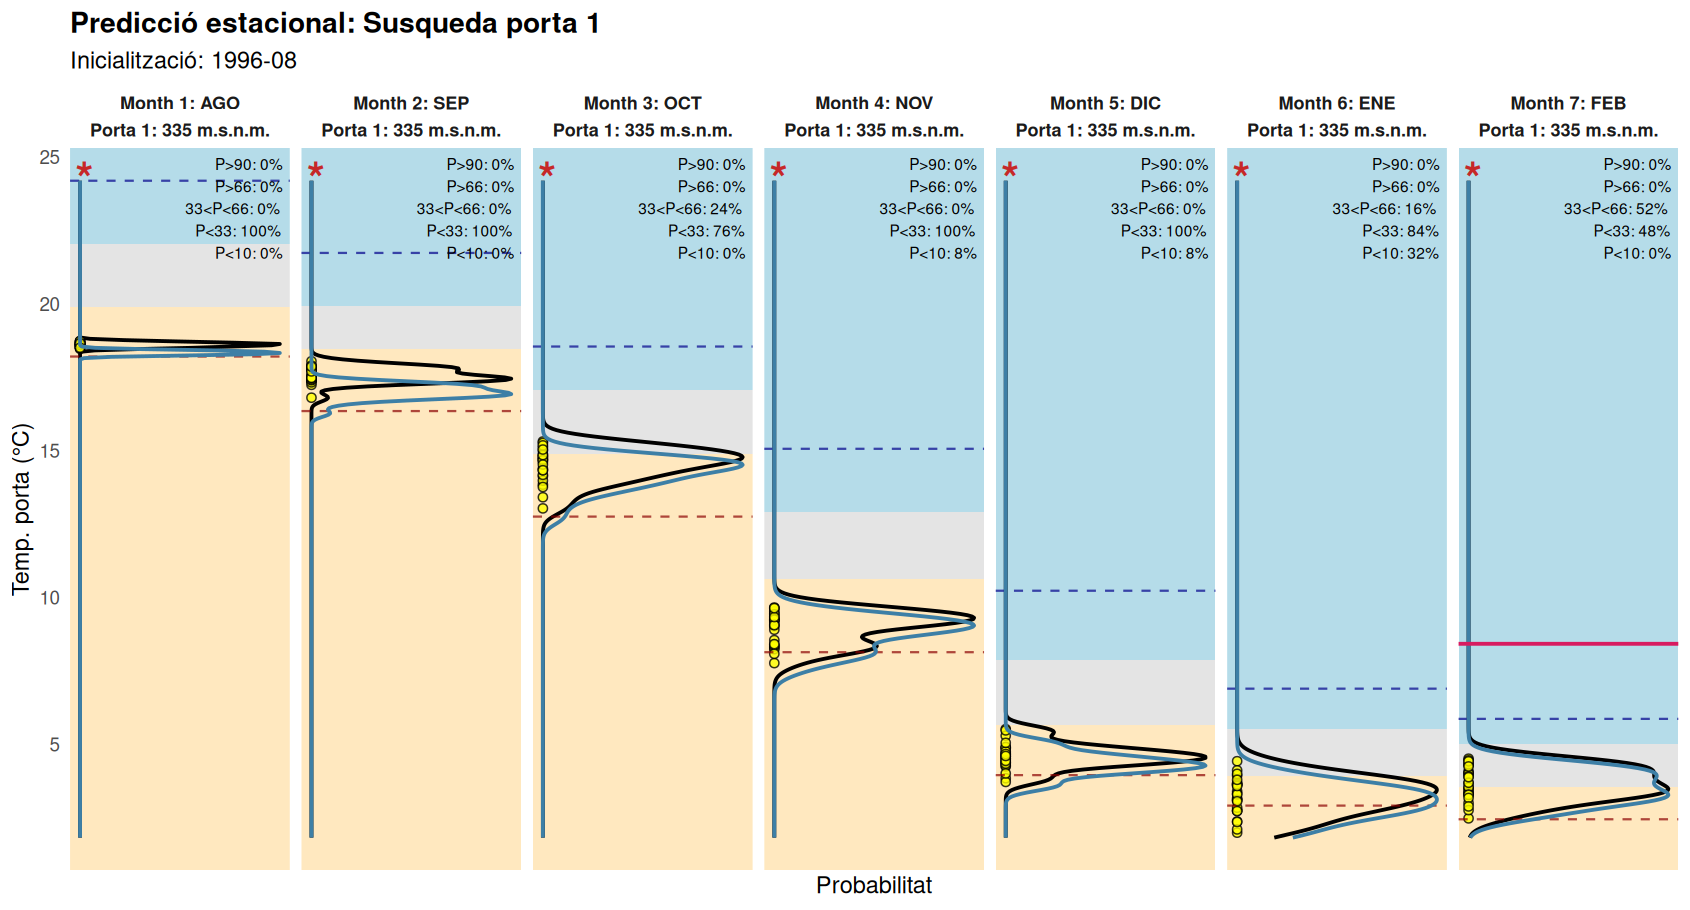 Predicció estacional: Susqueda porta 1
Inicialització: 1996-08
Month 1: AGO
Porta 1: 335 m.s.n.m.
Month 2: SEP
Porta 1: 335 m.s.n.m.
Month 3: OCT
Porta 1: 335 m.s.n.m.
Month 4: NOV
Porta 1: 335 m.s.n.m.
Month 5: DIC
Porta 1: 335 m.s.n.m.
Month 6: ENE
Porta 1: 335 m.s.n.m.
Month 7: FEB
Porta 1: 335 m.s.n.m.
Temp. porta (°C)
25
20
15
10
5
*
P>90: 0%
P>66: 0%
33<P<66: 0%
P<33: 100%
P<10: 0%
*
P>90: 0%
P>66: 0%
33<P<66: 0%
P<33: 100%
P<10: 0%
*
P>90: 0%
P>66: 0%
33<P<66: 24%
P<33: 76%
P<10: 0%
*
P>90: 0%
P>66: 0%
33<P<66: 0%
P<33: 100%
P<10: 8%
*
P>90: 0%
P>66: 0%
33<P<66: 0%
P<33: 100%
P<10: 8%
*
P>90: 0%
P>66: 0%
33<P<66: 16%
P<33: 84%
P<10: 32%
*
P>90: 0%
P>66: 0%
33<P<66: 52%
P<33: 48%
P<10: 0%
Probabilitat